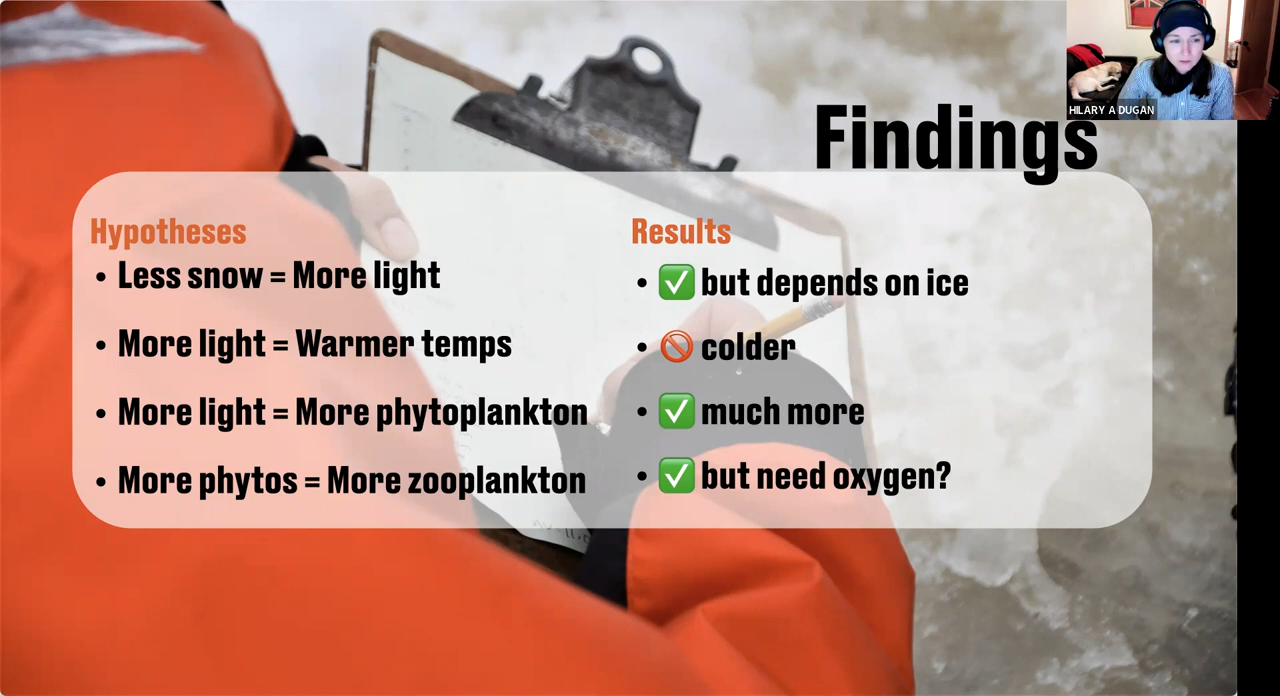 HILARY A DUGAN
Findings
Hypotheses
• Less snow = More light
• More light = Warmer temps
• More light = More phytoplankton
• More phytos = More zooplankton
Results
• ✅ but depends on ice
• 🚫 colder
• ✅ much more
• ✅ but need oxygen?